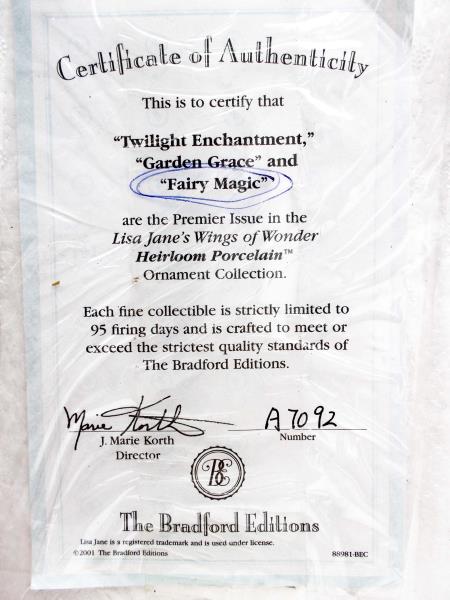 Certificate of Authenticity
This is to certify that
“Twilight Enchantment,”
“Garden Grace” and
“Fairy Magic”
are the Premier Issue in the
Lisa Jane's Wings of Wonder
Heirloom Porcelain™
Ornament Collection.
Each fine collectible is strictly limited to
95 firing days and is crafted to meet or
exceed the strictest quality standards of
The Bradford Editions.
Marie Korth
A7092
J. Marie Korth
Number
Director
BE
The Bradford Editions
Lisa Jane is a registered trademark and is used under license.
©2001 The Bradford Editions
88981-BEC